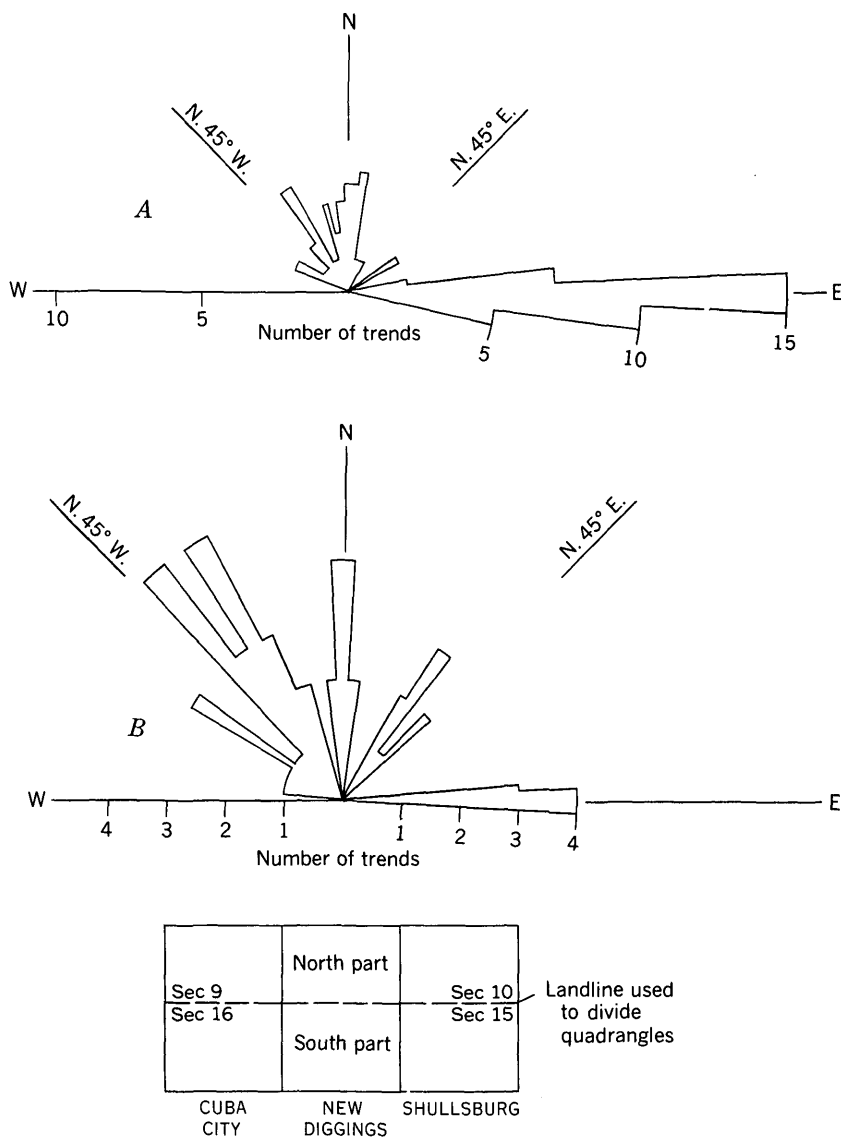 N
N. 45° W.
N. 45° E.
A
W
E
10
5
Number of trends
5
10
15
N
N. 45° W.
N. 45° E.
B
W
E
4
3
2
1
1
2
3
4
Number of trends
North part
Sec 9
Sec 10
Landline used
Sec 16
Sec 15
to divide
quadrangles
South part
CUBA
CITY
NEW
DIGGINGS
SHULLSBURG